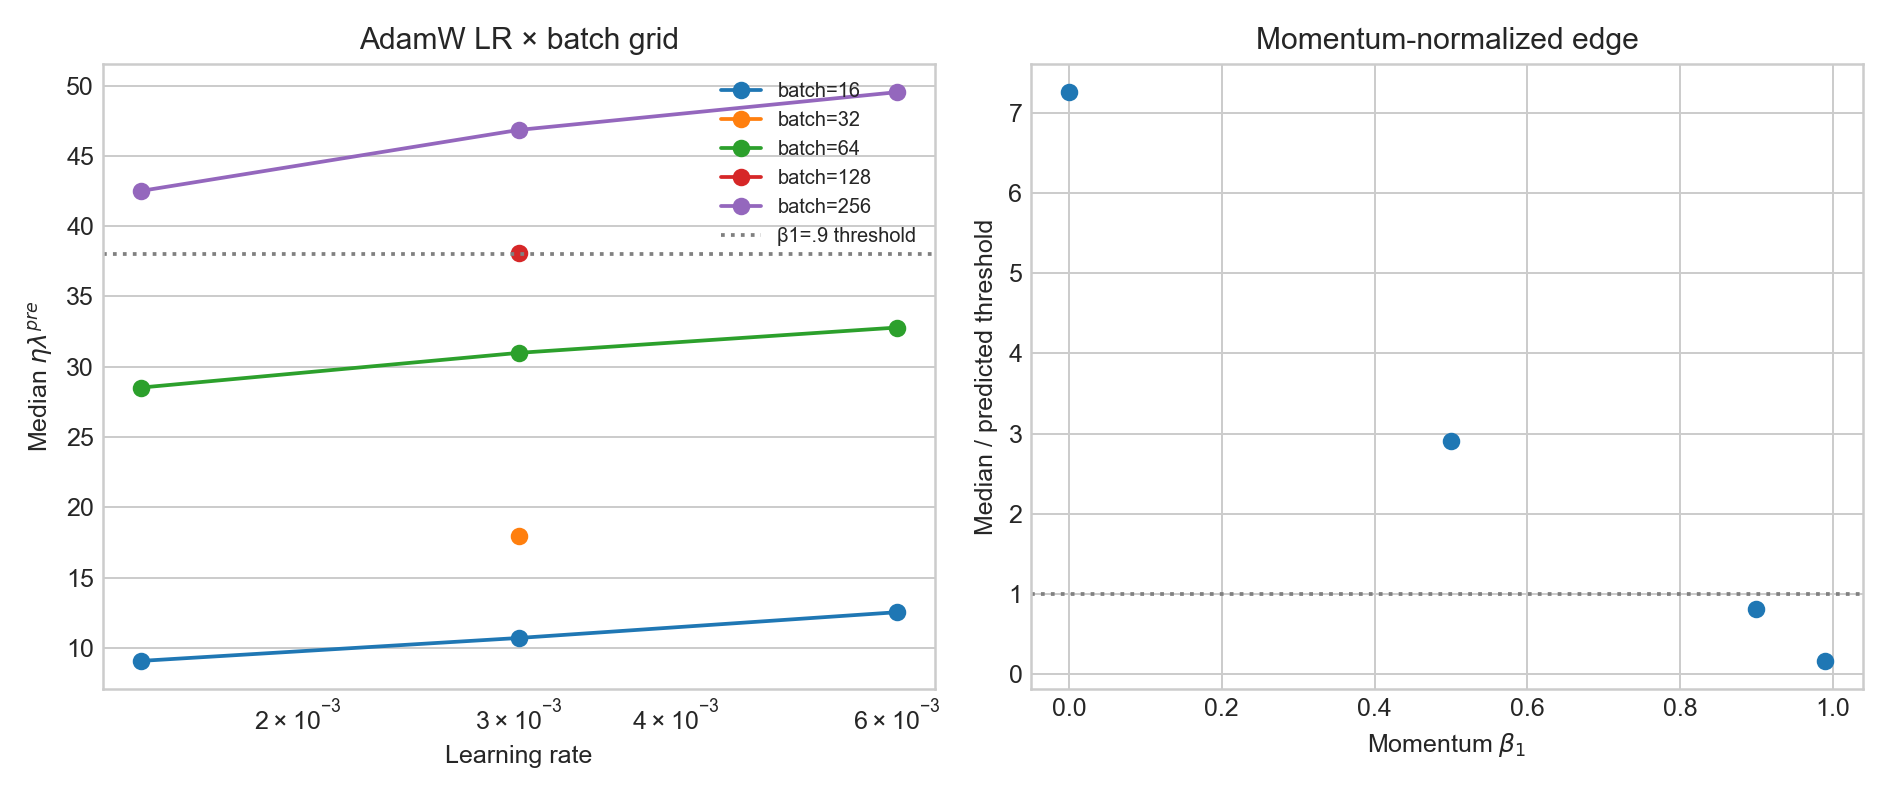 AdamW LR × batch grid
50
45
40
35
30
25
20
15
10
Median ηλ^pre
batch=16
batch=32
batch=64
batch=128
batch=256
β1=.9 threshold
2 × 10⁻³
3 × 10⁻³
4 × 10⁻³
6 × 10⁻³
Learning rate
Momentum-normalized edge
7
6
5
4
3
2
1
0
Median / predicted threshold
0.0
0.2
0.4
0.6
0.8
1.0
Momentum β₁